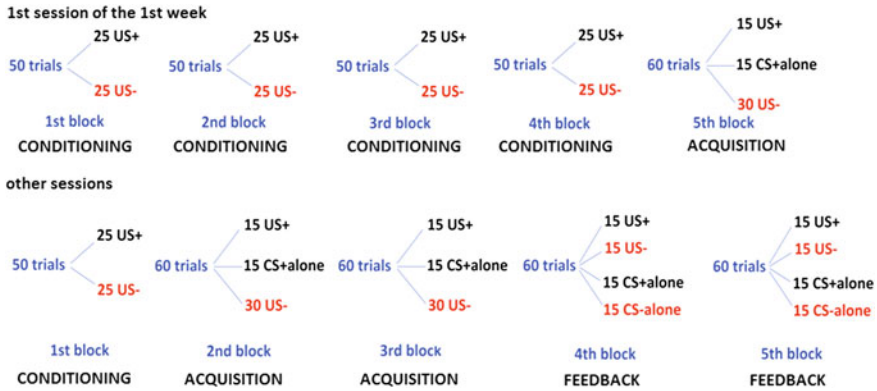 1st session of the 1st week
25 US+ 25 US+ 25 US+ 25 US+ 15 US+
50 trials 50 trials 50 trials 50 trials 60 trials 15 CS+alone
25 US- 25 US- 25 US- 25 US- 30 US-
1st block 2nd block 3rd block 4th block 5th block
CONDITIONING CONDITIONING CONDITIONING CONDITIONING ACQUISITION
other sessions
25 US+ 15 US+ 15 US+ 15 US+ 15 US+
15 US- 15 US-
50 trials 60 trials 15 CS+alone 60 trials 15 CS+alone 60 trials 60 trials
15 CS+alone 15 CS+alone
25 US- 30 US- 30 US- 15 CS-alone 15 CS-alone
1st block 2nd block 3rd block 4th block 5th block
CONDITIONING ACQUISITION ACQUISITION FEEDBACK FEEDBACK